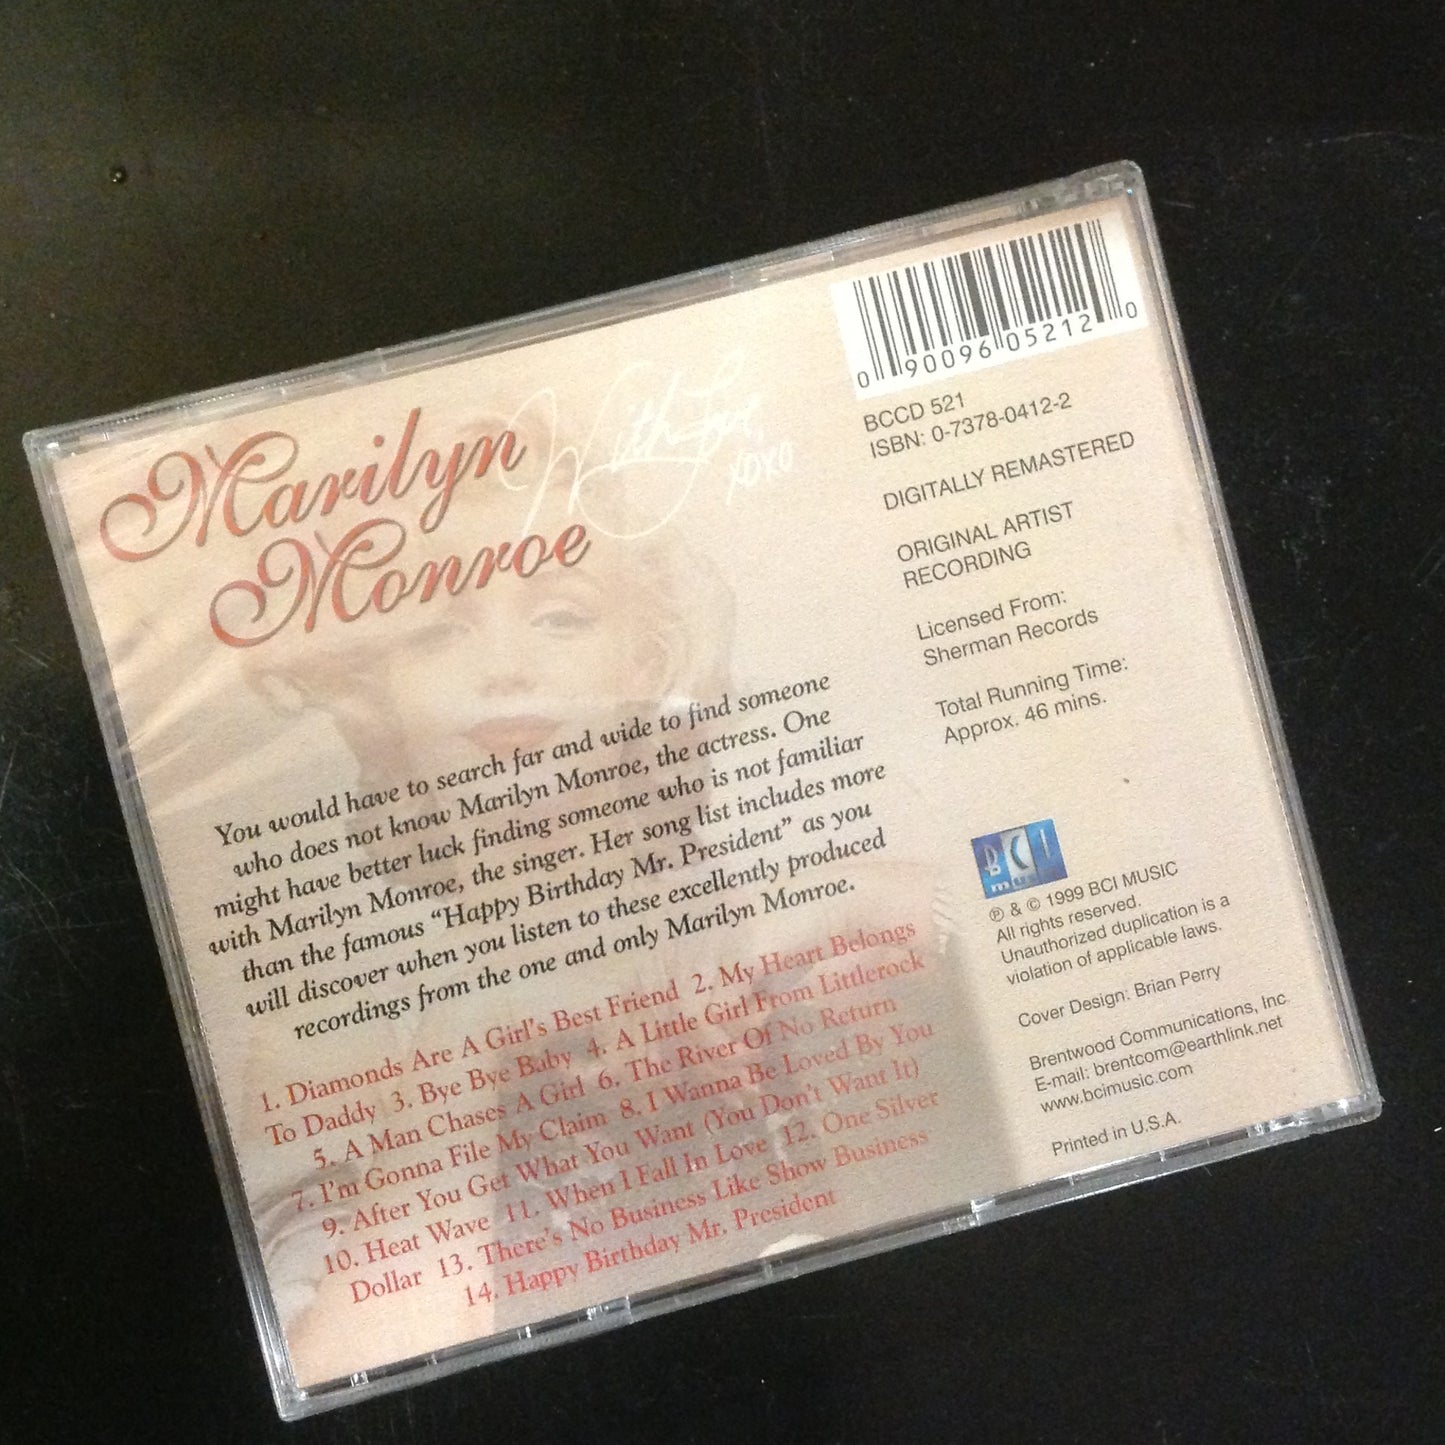 Marilyn
Monroe
With Love,
XOXO
You would have to search far and wide to find someone
who does not know Marilyn Monroe, the actress. One
might have better luck finding someone who is not familiar
with Marilyn Monroe, the singer. Her song list includes more
than the famous “Happy Birthday Mr. President” as you
will discover when you listen to these excellently produced
recordings from the one and only Marilyn Monroe.
1. Diamonds Are A Girl's Best Friend 2. My Heart Belongs
To Daddy 3. Bye Bye Baby 4. A Little Girl From Littlerock
5. A Man Chases A Girl 6. The River Of No Return
7. I'm Gonna File My Claim 8. I Wanna Be Loved By You
9. After You Get What You Want (You Don't Want It)
10. Heat Wave 11. When I Fall In Love 12. One Silver
Dollar 13. There's No Business Like Show Business
14. Happy Birthday Mr. President
0 90096 05212 0
BCCD 521
ISBN: 0-7378-0412-2
DIGITALLY REMASTERED
ORIGINAL ARTIST
RECORDING
Licensed From:
Sherman Records
Total Running Time:
Approx. 46 mins.
BCI
music
℗ & © 1999 BCI MUSIC
All rights reserved.
Unauthorized duplication is a
violation of applicable laws.
Cover Design: Brian Perry
Brentwood Communications, Inc.
E-mail: brentcom@earthlink.net
www.bcimusic.com
Printed in U.S.A.